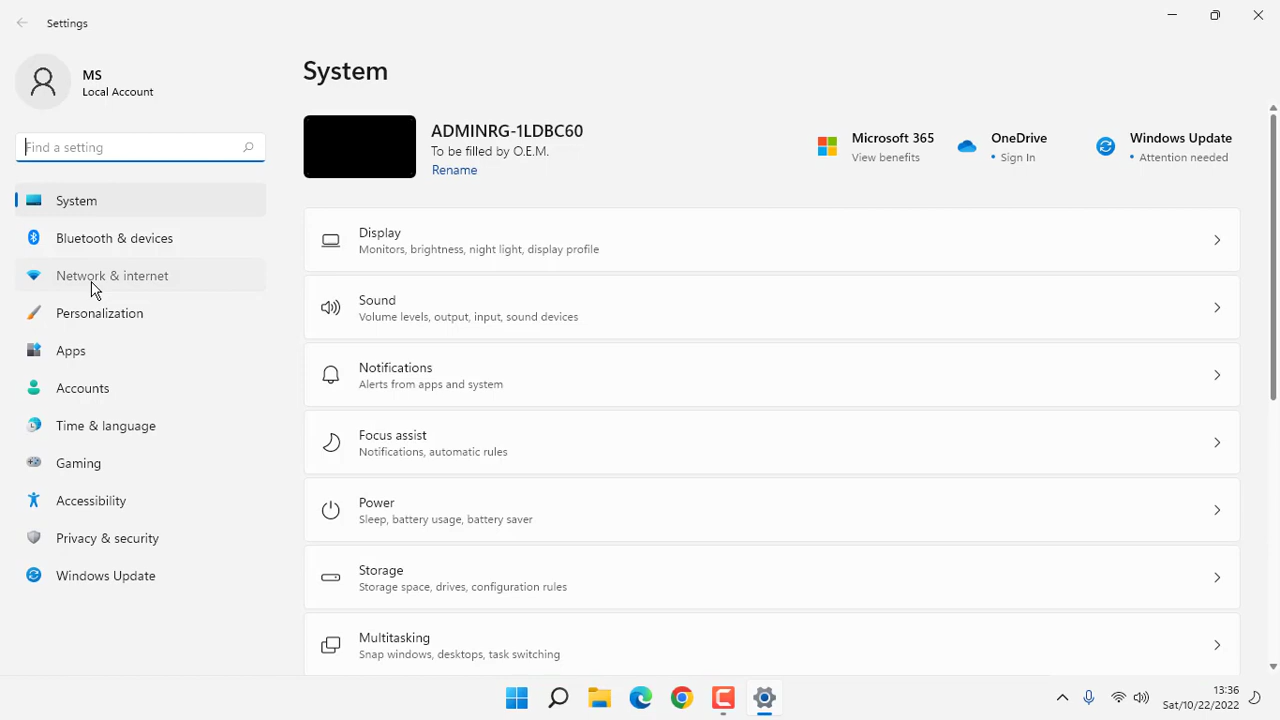 Settings
MS
Local Account
Find a setting
System
Bluetooth & devices
Network & internet
Personalization
Apps
Accounts
Time & language
Gaming
Accessibility
Privacy & security
Windows Update
System
ADMINRG-1LDBC60
To be filled by O.E.M.
Rename
Microsoft 365
View benefits
OneDrive
• Sign In
Windows Update
• Attention needed
Display
Monitors, brightness, night light, display profile
Sound
Volume levels, output, input, sound devices
Notifications
Alerts from apps and system
Focus assist
Notifications, automatic rules
Power
Sleep, battery usage, battery saver
Storage
Storage space, drives, configuration rules
Multitasking
Snap windows, desktops, task switching
13:36
Sat/10/22/2022